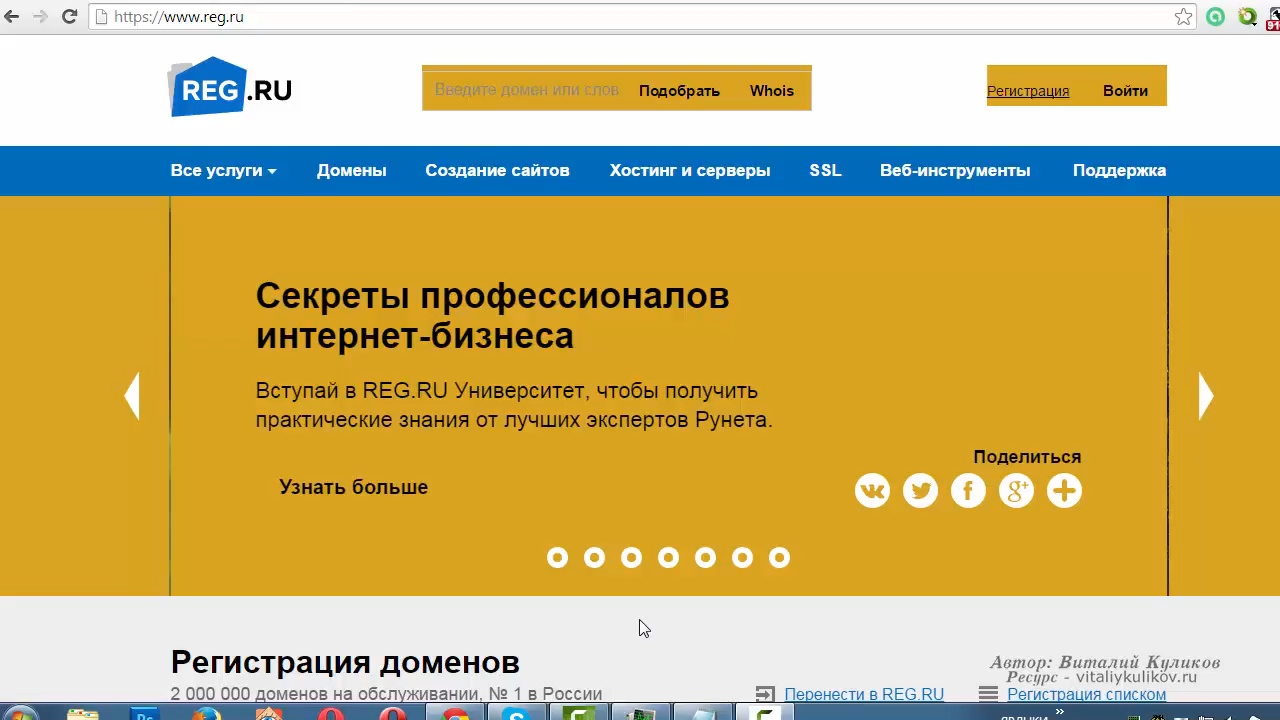 https://www.reg.ru
91
REG.RU
Введите домен или слов
Подобрать
Whois
Регистрация
Войти
Все услуги
Домены
Создание сайтов
Хостинг и серверы
SSL
Веб-инструменты
Поддержка
Секреты профессионалов
интернет-бизнеса
Вступай в REG.RU Университет, чтобы получить
практические знания от лучших экспертов Рунета.
Поделиться
Узнать больше
Регистрация доменов
2 000 000 доменов на обслуживании, № 1 в России
Перенести в REG.RU
Регистрация списком
Автор: Виталий Куликов
Ресурс - vitaliykulikov.ru